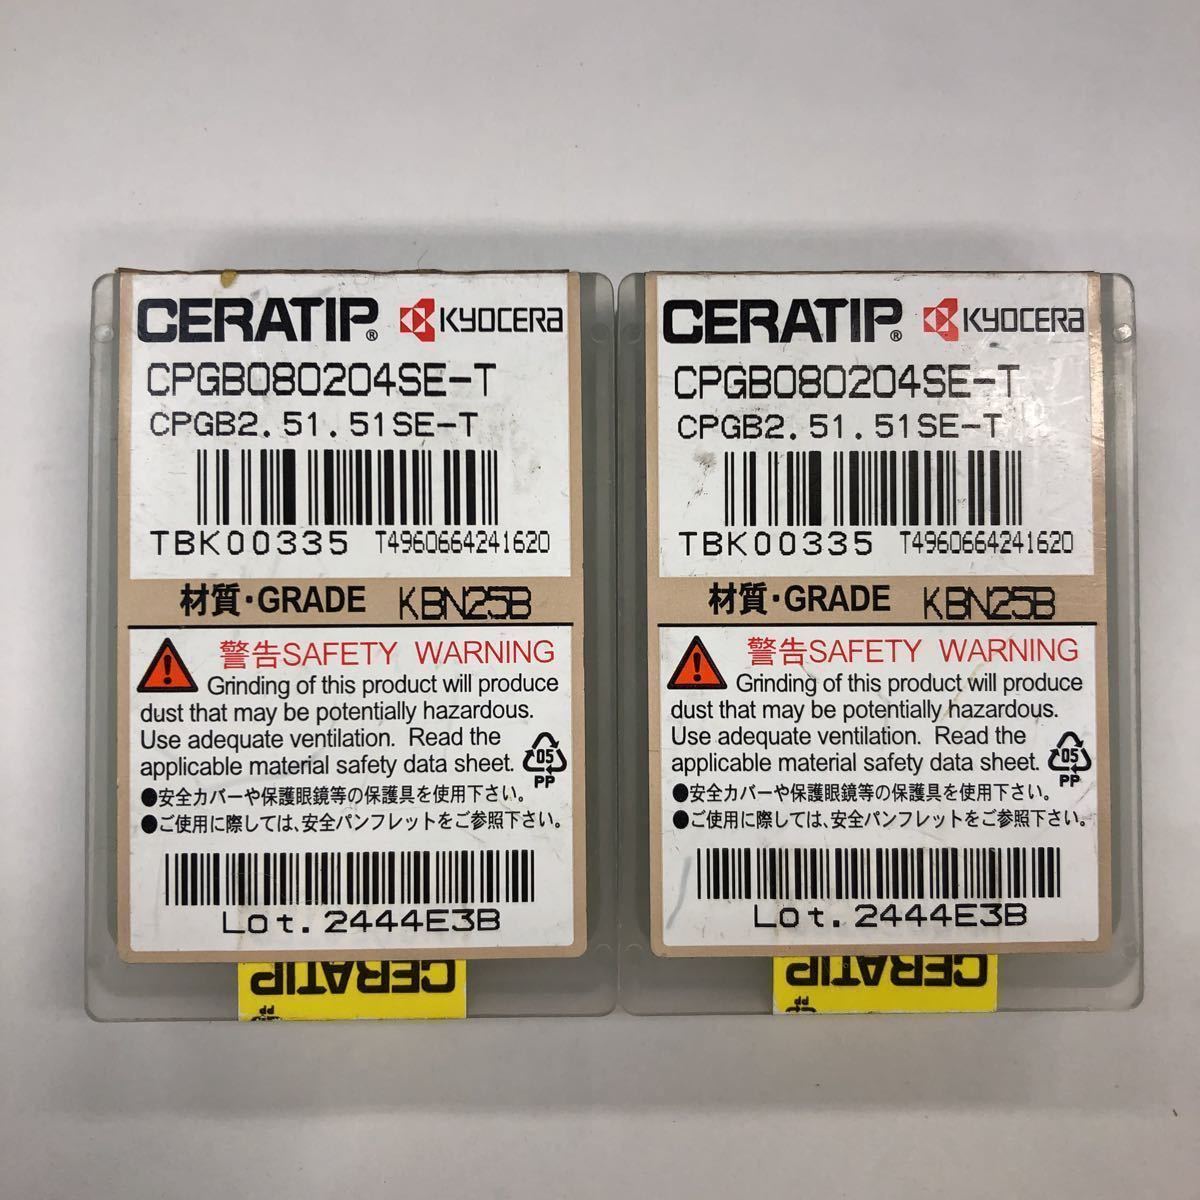 CERATIP® KYOCERA
CPGB080204SE-T
CPGB2.51.51SE-T
TBK00335 T4960664241620
材質・GRADE KBN25B
警告SAFETY WARNING
Grinding of this product will produce
dust that may be potentially hazardous.
Use adequate ventilation. Read the
applicable material safety data sheet.
05
PP
●安全カバーや保護眼鏡等の保護具を使用下さい。
●ご使用に際しては、安全パンフレットをご参照下さい。
Lot.2444E3B
CERATIP
PP
CERATIP® KYOCERA
CPGB080204SE-T
CPGB2.51.51SE-T
TBK00335 T4960664241620
材質・GRADE KBN25B
警告SAFETY WARNING
Grinding of this product will produce
dust that may be potentially hazardous.
Use adequate ventilation. Read the
applicable material safety data sheet.
05
PP
●安全カバーや保護眼鏡等の保護具を使用下さい。
●ご使用に際しては、安全パンフレットをご参照下さい。
Lot.2444E3B
CERATIP
PP